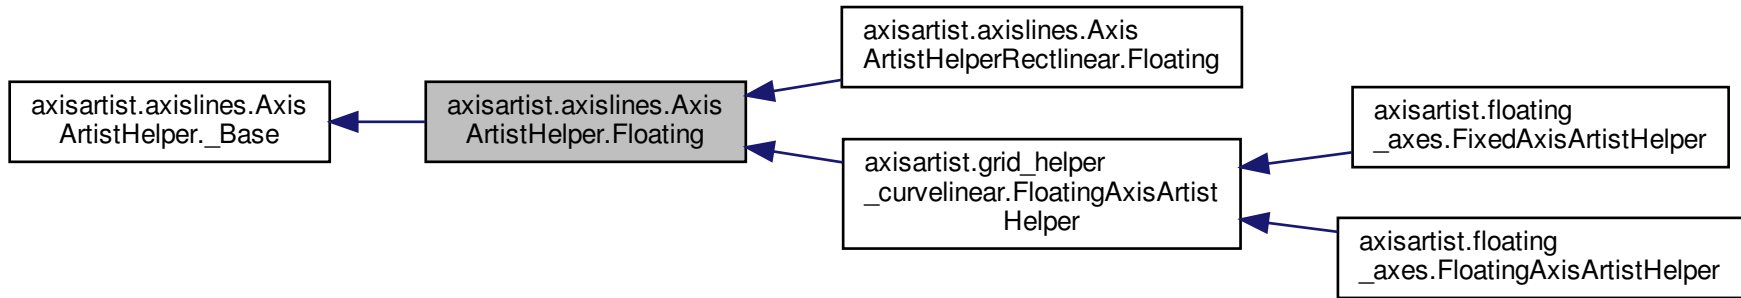 axisartist.axislines.Axis
ArtistHelper._Base
axisartist.axislines.Axis
ArtistHelper.Floating
axisartist.axislines.Axis
ArtistHelperRectlinear.Floating
axisartist.grid_helper
_curvelinear.FloatingAxisArtist
Helper
axisartist.floating
_axes.FixedAxisArtistHelper
axisartist.floating
_axes.FloatingAxisArtistHelper